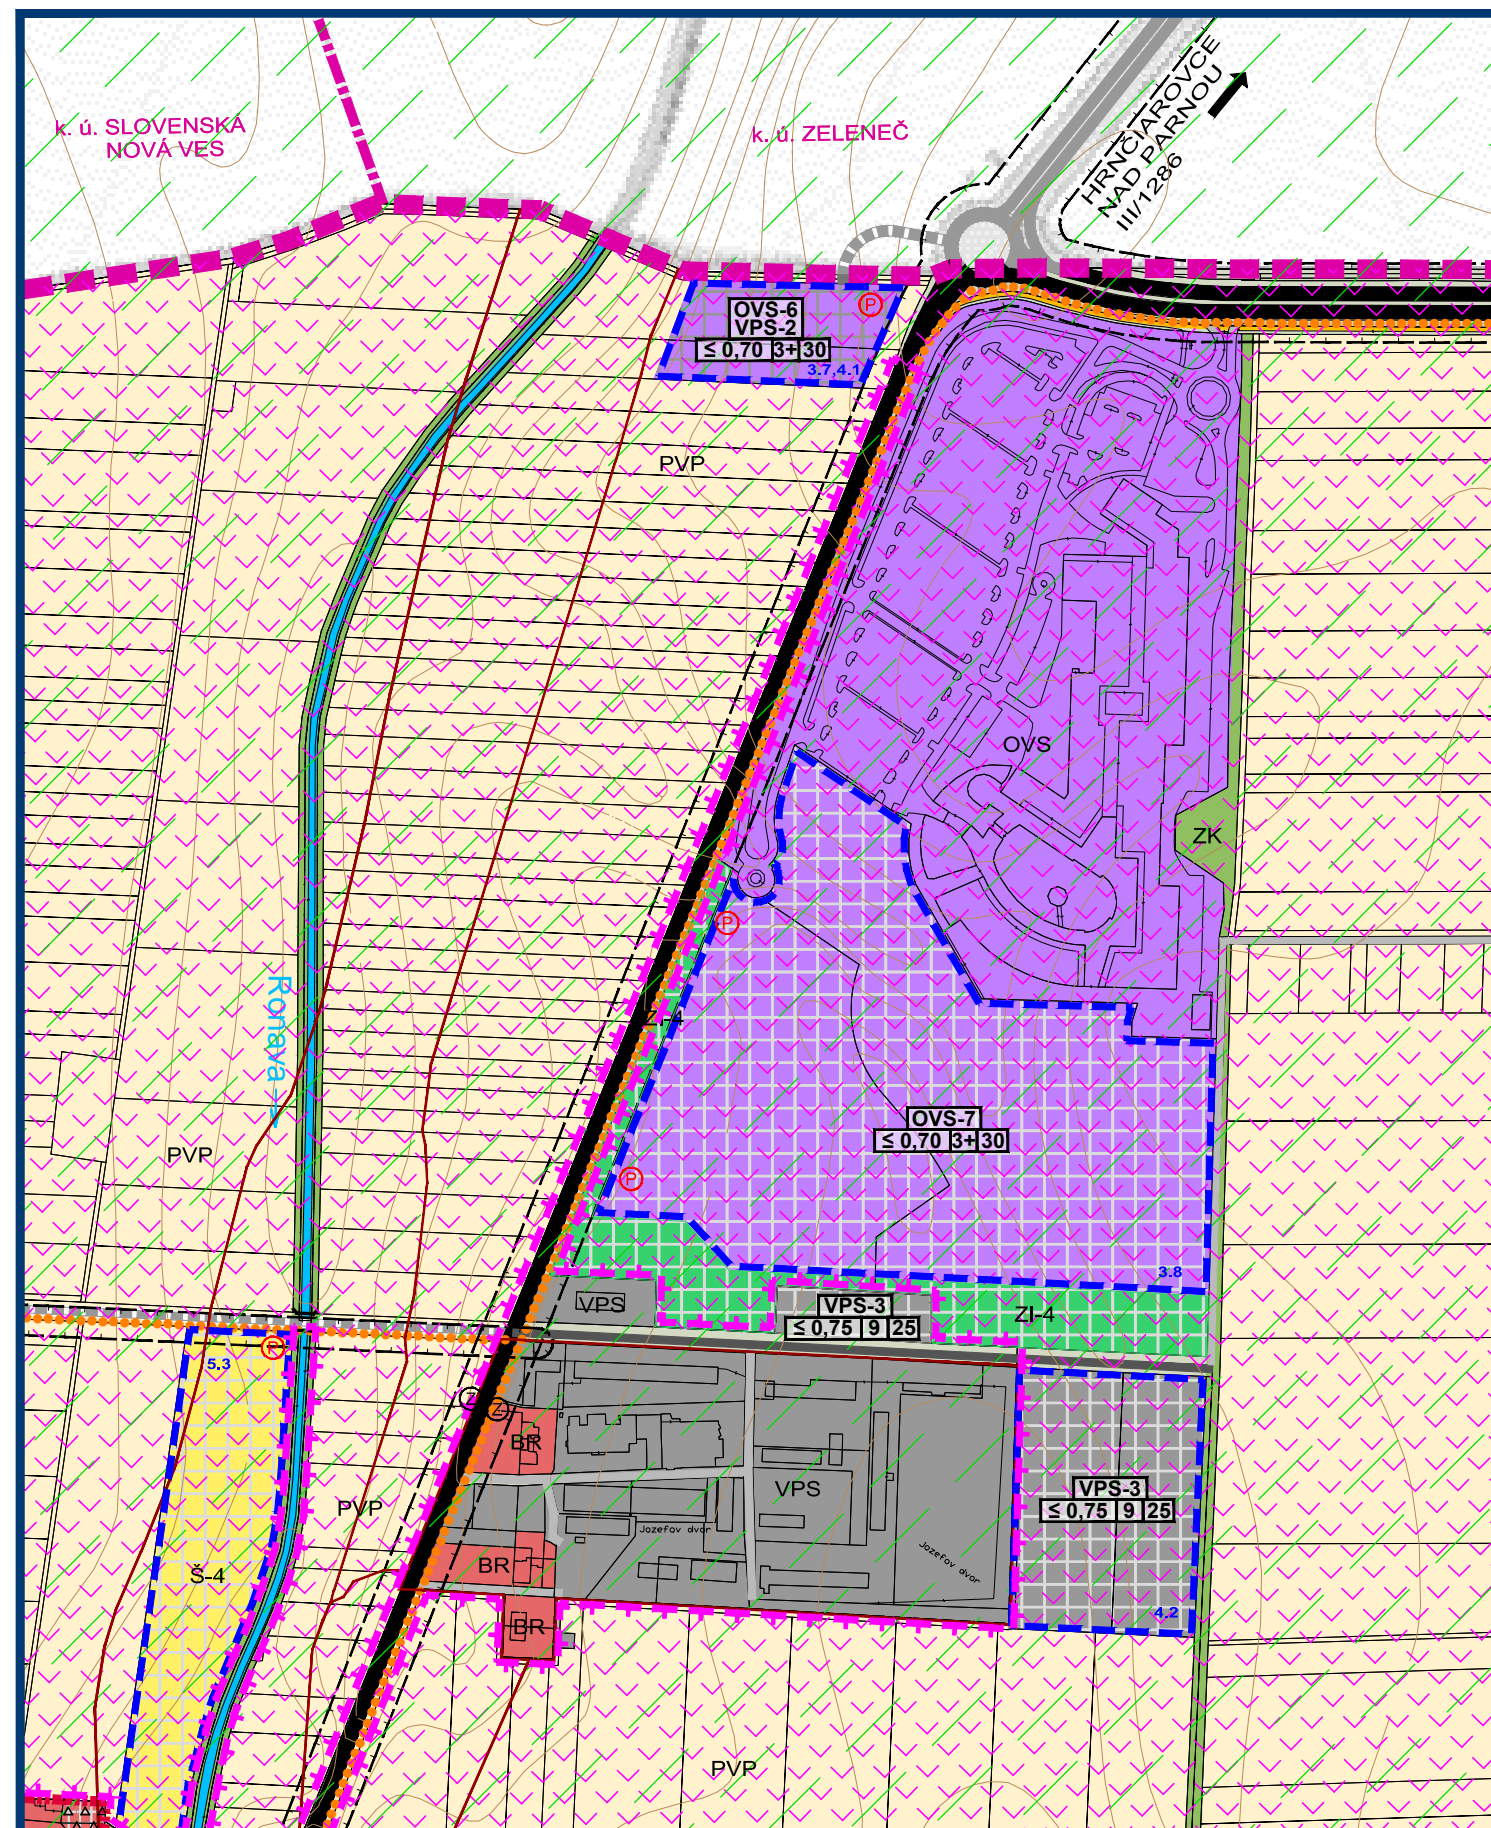 k. ú. SLOVENSKÁ
NOVÁ VES
k. ú. ZELENEČ
HRNČIAROVCE
NAD PARNOU
III/1286
P
OVS-6
VPS-2
≤ 0,70 3+ 30
3.7,4.1
PVP
OVS
ZK
P
Ronava
PVP
P
OVS-7
≤ 0,70 3+ 30
3.8
VPS
VPS-3
≤ 0,75 9 25
ZI-4
P
5.3
Z
Z
BR
VPS
VPS-3
≤ 0,75 9 25
PVP
Jozefov dvor
Jozefov dvor
BR
Š-4
4.2
BR
PVP